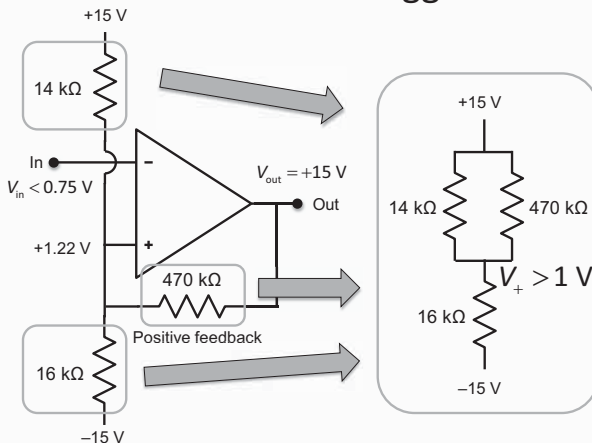 +15 V
14 kΩ
In
V_in < 0.75 V
−
V_out = +15 V
Out
+1.22 V
+
470 kΩ
Positive feedback
16 kΩ
−15 V
+15 V
14 kΩ
470 kΩ
V_+ > 1 V
16 kΩ
−15 V